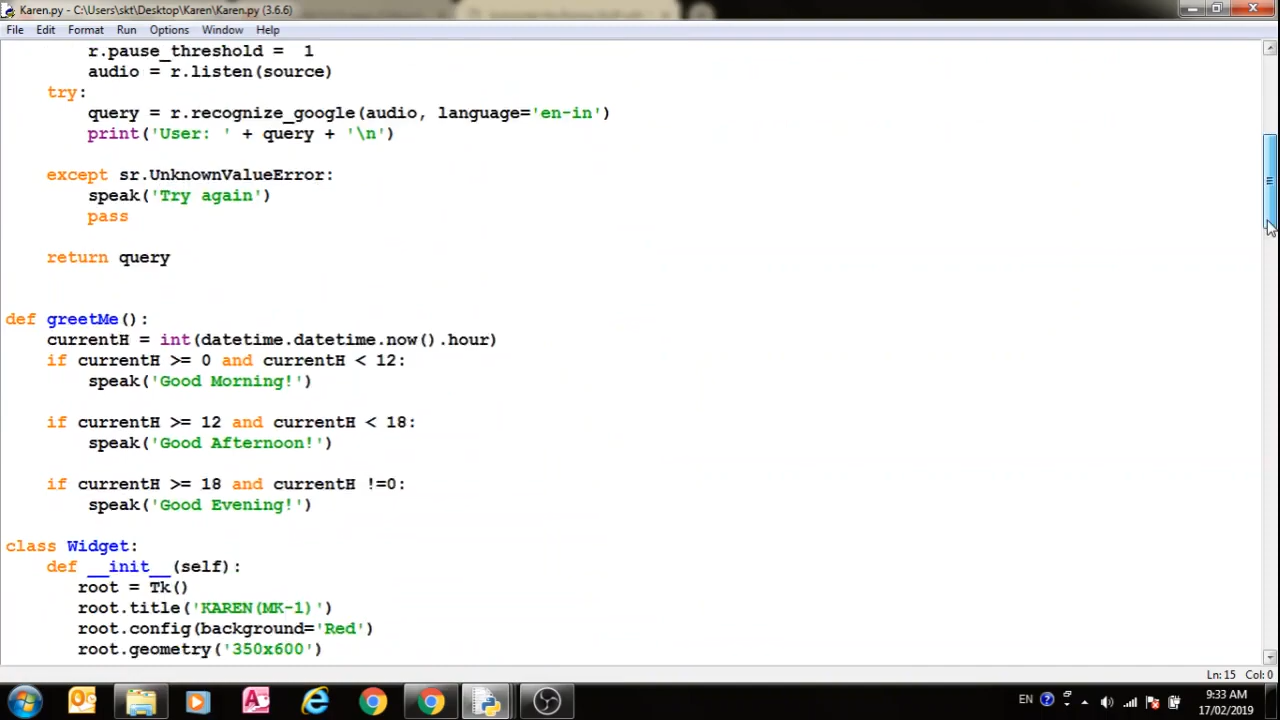 Karen.py - C:\Users\skt\Desktop\Karen\Karen.py (3.6.6)
File Edit Format Run Options Window Help
r.pause_threshold = 1
audio = r.listen(source)
try:
query = r.recognize_google(audio, language='en-in')
print('User: ' + query + '\n')
except sr.UnknownValueError:
speak('Try again')
pass
return query
def greetMe():
currentH = int(datetime.datetime.now().hour)
if currentH >= 0 and currentH < 12:
speak('Good Morning!')
if currentH >= 12 and currentH < 18:
speak('Good Afternoon!')
if currentH >= 18 and currentH !=0:
speak('Good Evening!')
class Widget:
def __init__(self):
root = Tk()
root.title('KAREN(MK-1)')
root.config(background='Red')
root.geometry('350x600')
Ln: 15 Col: 0
EN 9:33 AM
17/02/2019